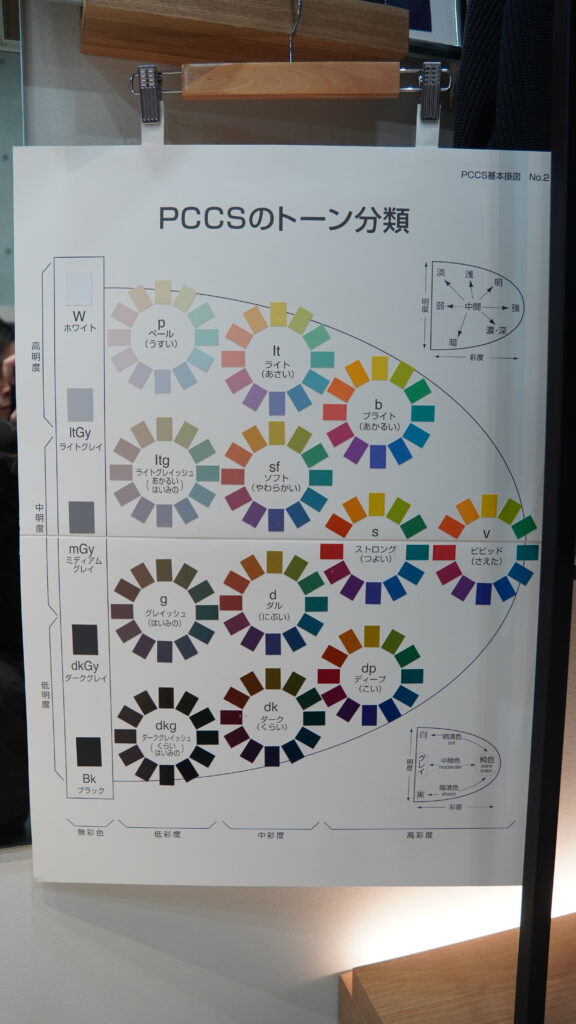 PCCS基本掛図 No.2
PCCSのトーン分類
高明度
中明度
低明度
W
ホワイト
ltGy
ライトグレイ
mGy
ミディアム
グレイ
dkGy
ダークグレイ
Bk
ブラック
p
ペール
(うすい)
lt
ライト
(あさい)
b
ブライト
(あかるい)
ltg
ライトグレイッシュ
(あかるい
はいみの)
sf
ソフト
(やわらかい)
s
ストロング
(つよい)
v
ビビッド
(さえた)
g
グレイッシュ
(はいみの)
d
ダル
(にぶい)
dp
ディープ
(こい)
dkg
ダークグレイッシュ
(くらい
はいみの)
dk
ダーク
(くらい)
淡
浅
明
弱
中間
強
暗
濃・深
明度
彩度
白
明清色
tint
グレイ
中間色
moderate
純色
pure
color
黒
暗清色
shade
明度
彩度
無彩色
低彩度
中彩度
高彩度